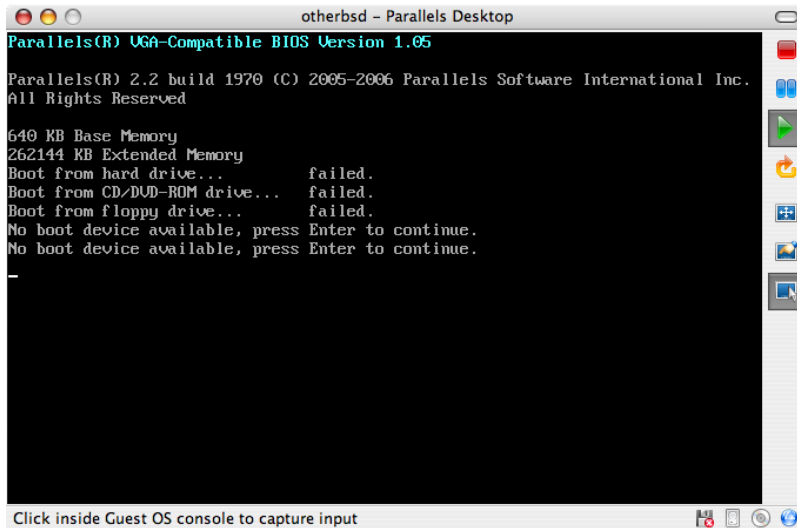 otherbsd – Parallels Desktop
Parallels(R) VGA-Compatible BIOS Version 1.05
Parallels(R) 2.2 build 1970 (C) 2005-2006 Parallels Software International Inc.
All Rights Reserved
640 KB Base Memory
262144 KB Extended Memory
Boot from hard drive... failed.
Boot from CD/DVD-ROM drive... failed.
Boot from floppy drive... failed.
No boot device available, press Enter to continue.
No boot device available, press Enter to continue.
Click inside Guest OS console to capture input